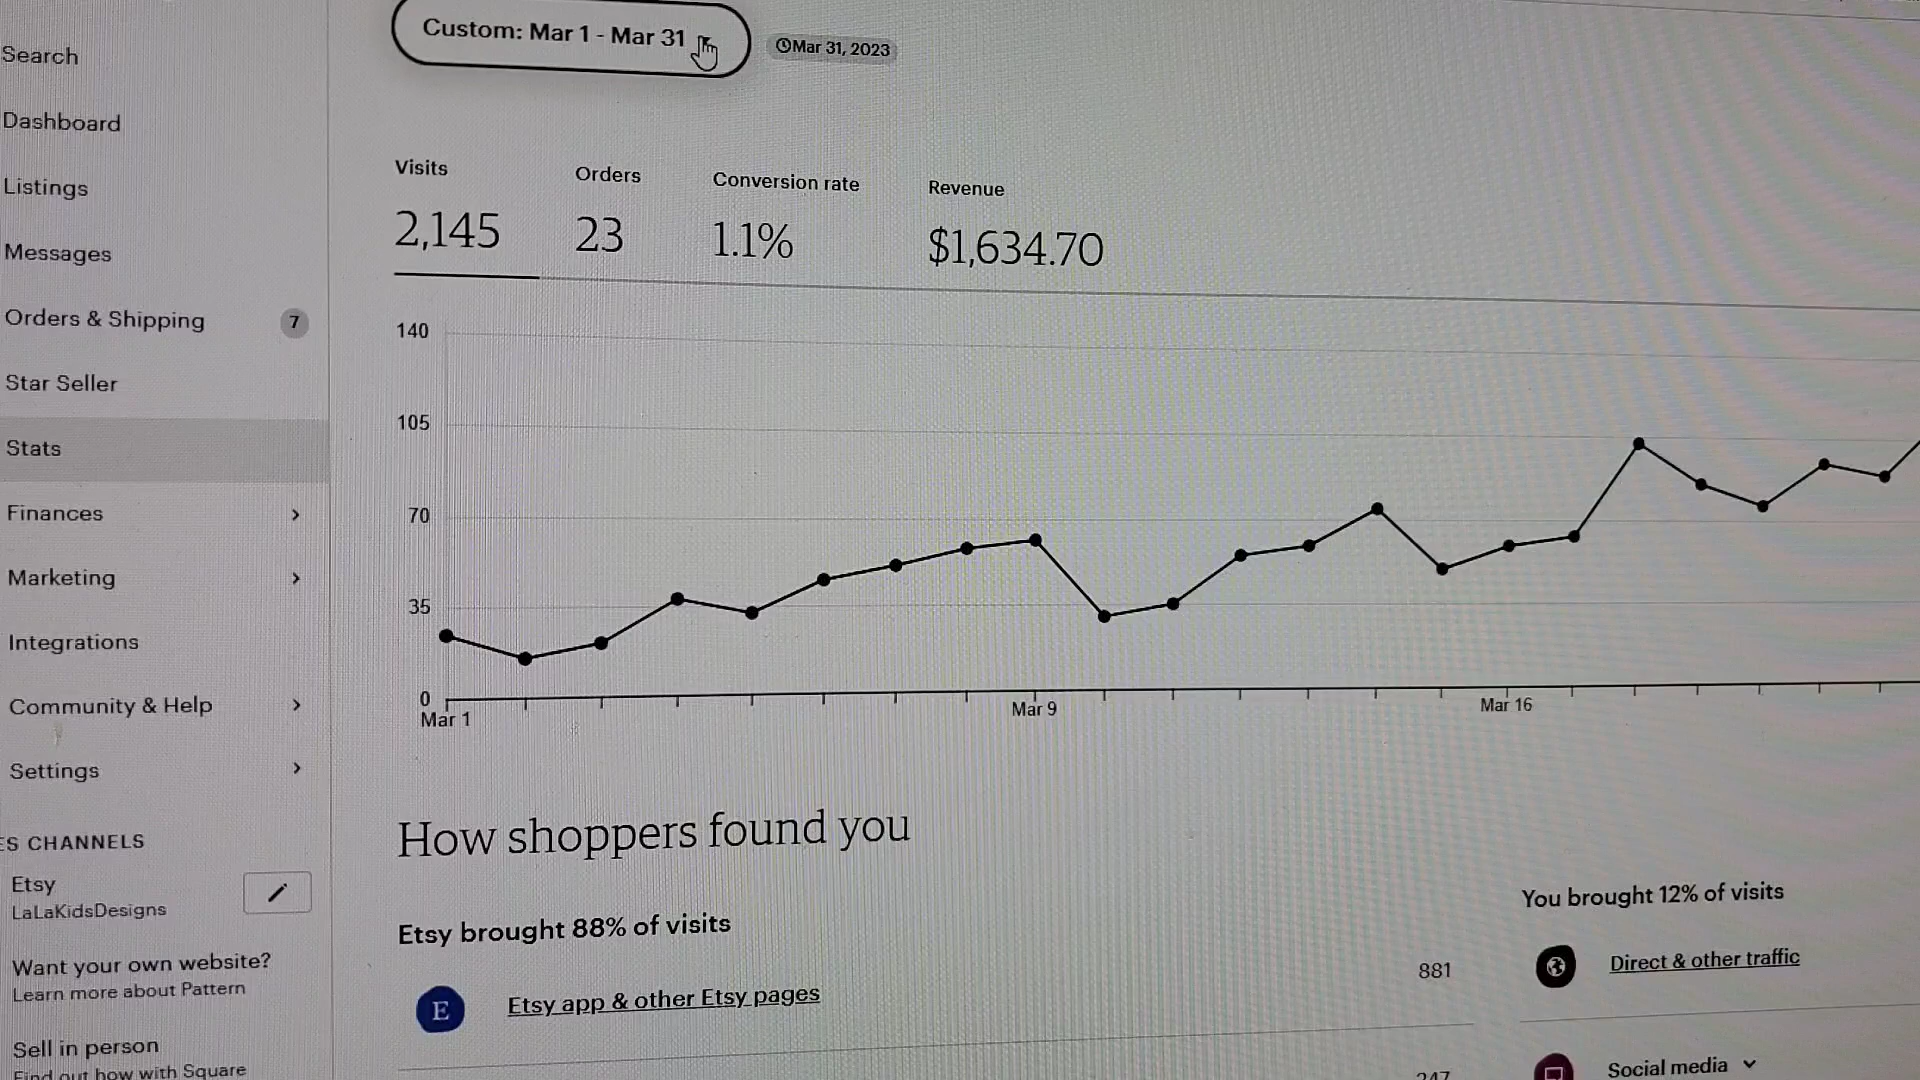 Custom: Mar 1 - Mar 31
Mar 31, 2023
Search
Dashboard
Listings
Messages
Orders & Shipping
7
Star Seller
Stats
Finances
Marketing
Integrations
Community & Help
Settings
ES CHANNELS
Etsy
LaLaKidsDesigns
Want your own website?
Learn more about Pattern
Sell in person
Find out how with Square
Visits
Orders
Conversion rate
Revenue
2,145
23
1.1%
$1,634.70
140
105
70
35
0
Mar 1
Mar 9
Mar 16
How shoppers found you
Etsy brought 88% of visits
E
Etsy app & other Etsy pages
881
247
You brought 12% of visits
Direct & other traffic
Social media